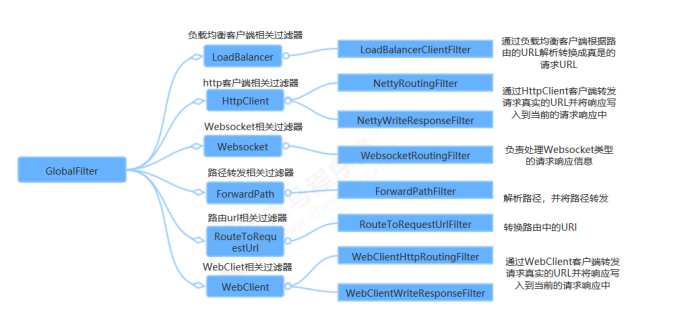 GlobalFilter
负载均衡客户端相关过滤器
LoadBalancer
LoadBalancerClientFilter
通过负载均衡客户端根据路
由的URL解析转换成真是的
请求URL
http客户端相关过滤器
HttpClient
NettyRoutingFilter
NettyWriteResponseFilter
通过HttpClient客户端转发
请求真实的URL并将响应写
入到当前的请求响应中
Websocket相关过滤器
Websocket
WebsocketRoutingFilter
负责处理Websocket类型
的请求响应信息
路径转发相关过滤器
ForwardPath
ForwardPathFilter
解析路径，并将路径转发
路由url相关过滤器
RouteToRequ
estUrl
RouteToRequestUrlFilter
转换路由中的URI
WebCliet相关过滤器
WebClient
WebClientHttpRoutingFilter
WebClientWriteResponseFilter
通过WebClient客户端转发
请求真实的URL并将响应写
入到当前的请求响应中